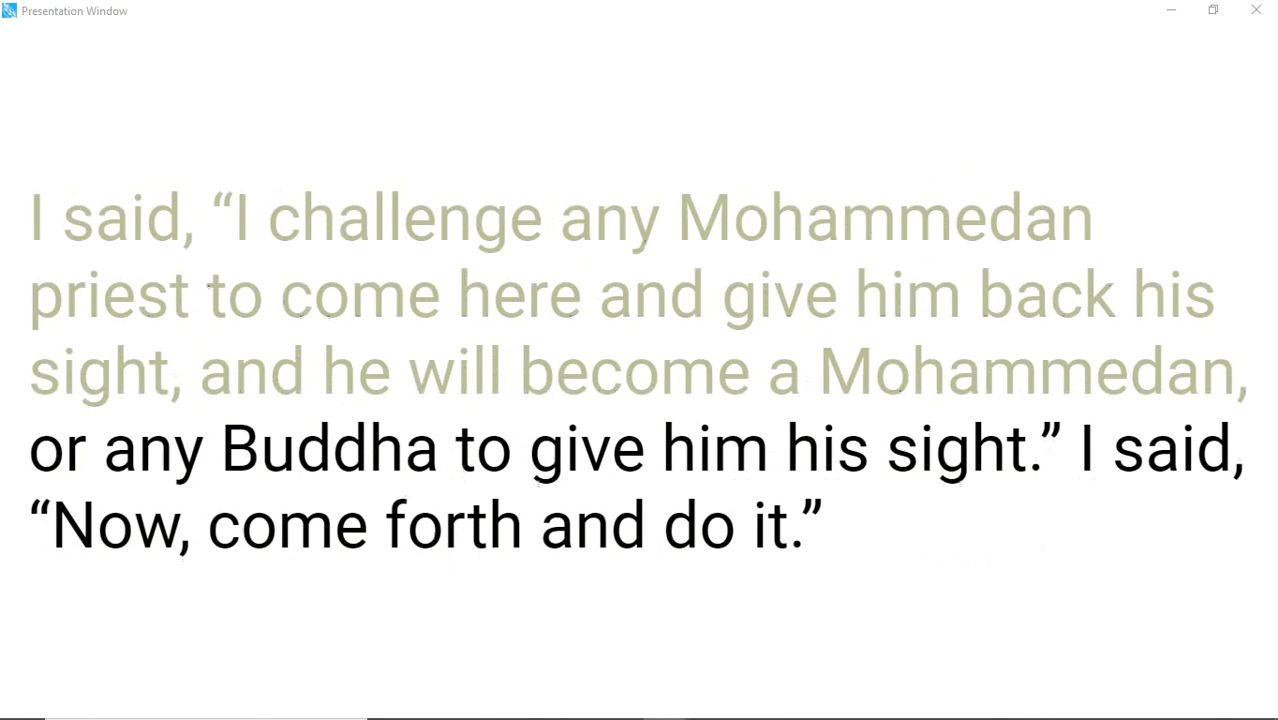 Presentation Window
I said, “I challenge any Mohammedan
priest to come here and give him back his
sight, and he will become a Mohammedan,
or any Buddha to give him his sight.” I said,
“Now, come forth and do it.”